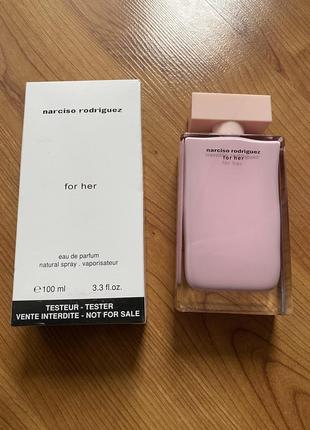 narciso rodriguez
for her
eau de parfum
natural spray . vaporisateur
℮ 100 ml 3.3 fl.oz.
TESTEUR - TESTER
VENTE INTERDITE - NOT FOR SALE
narciso rodriguez
for her